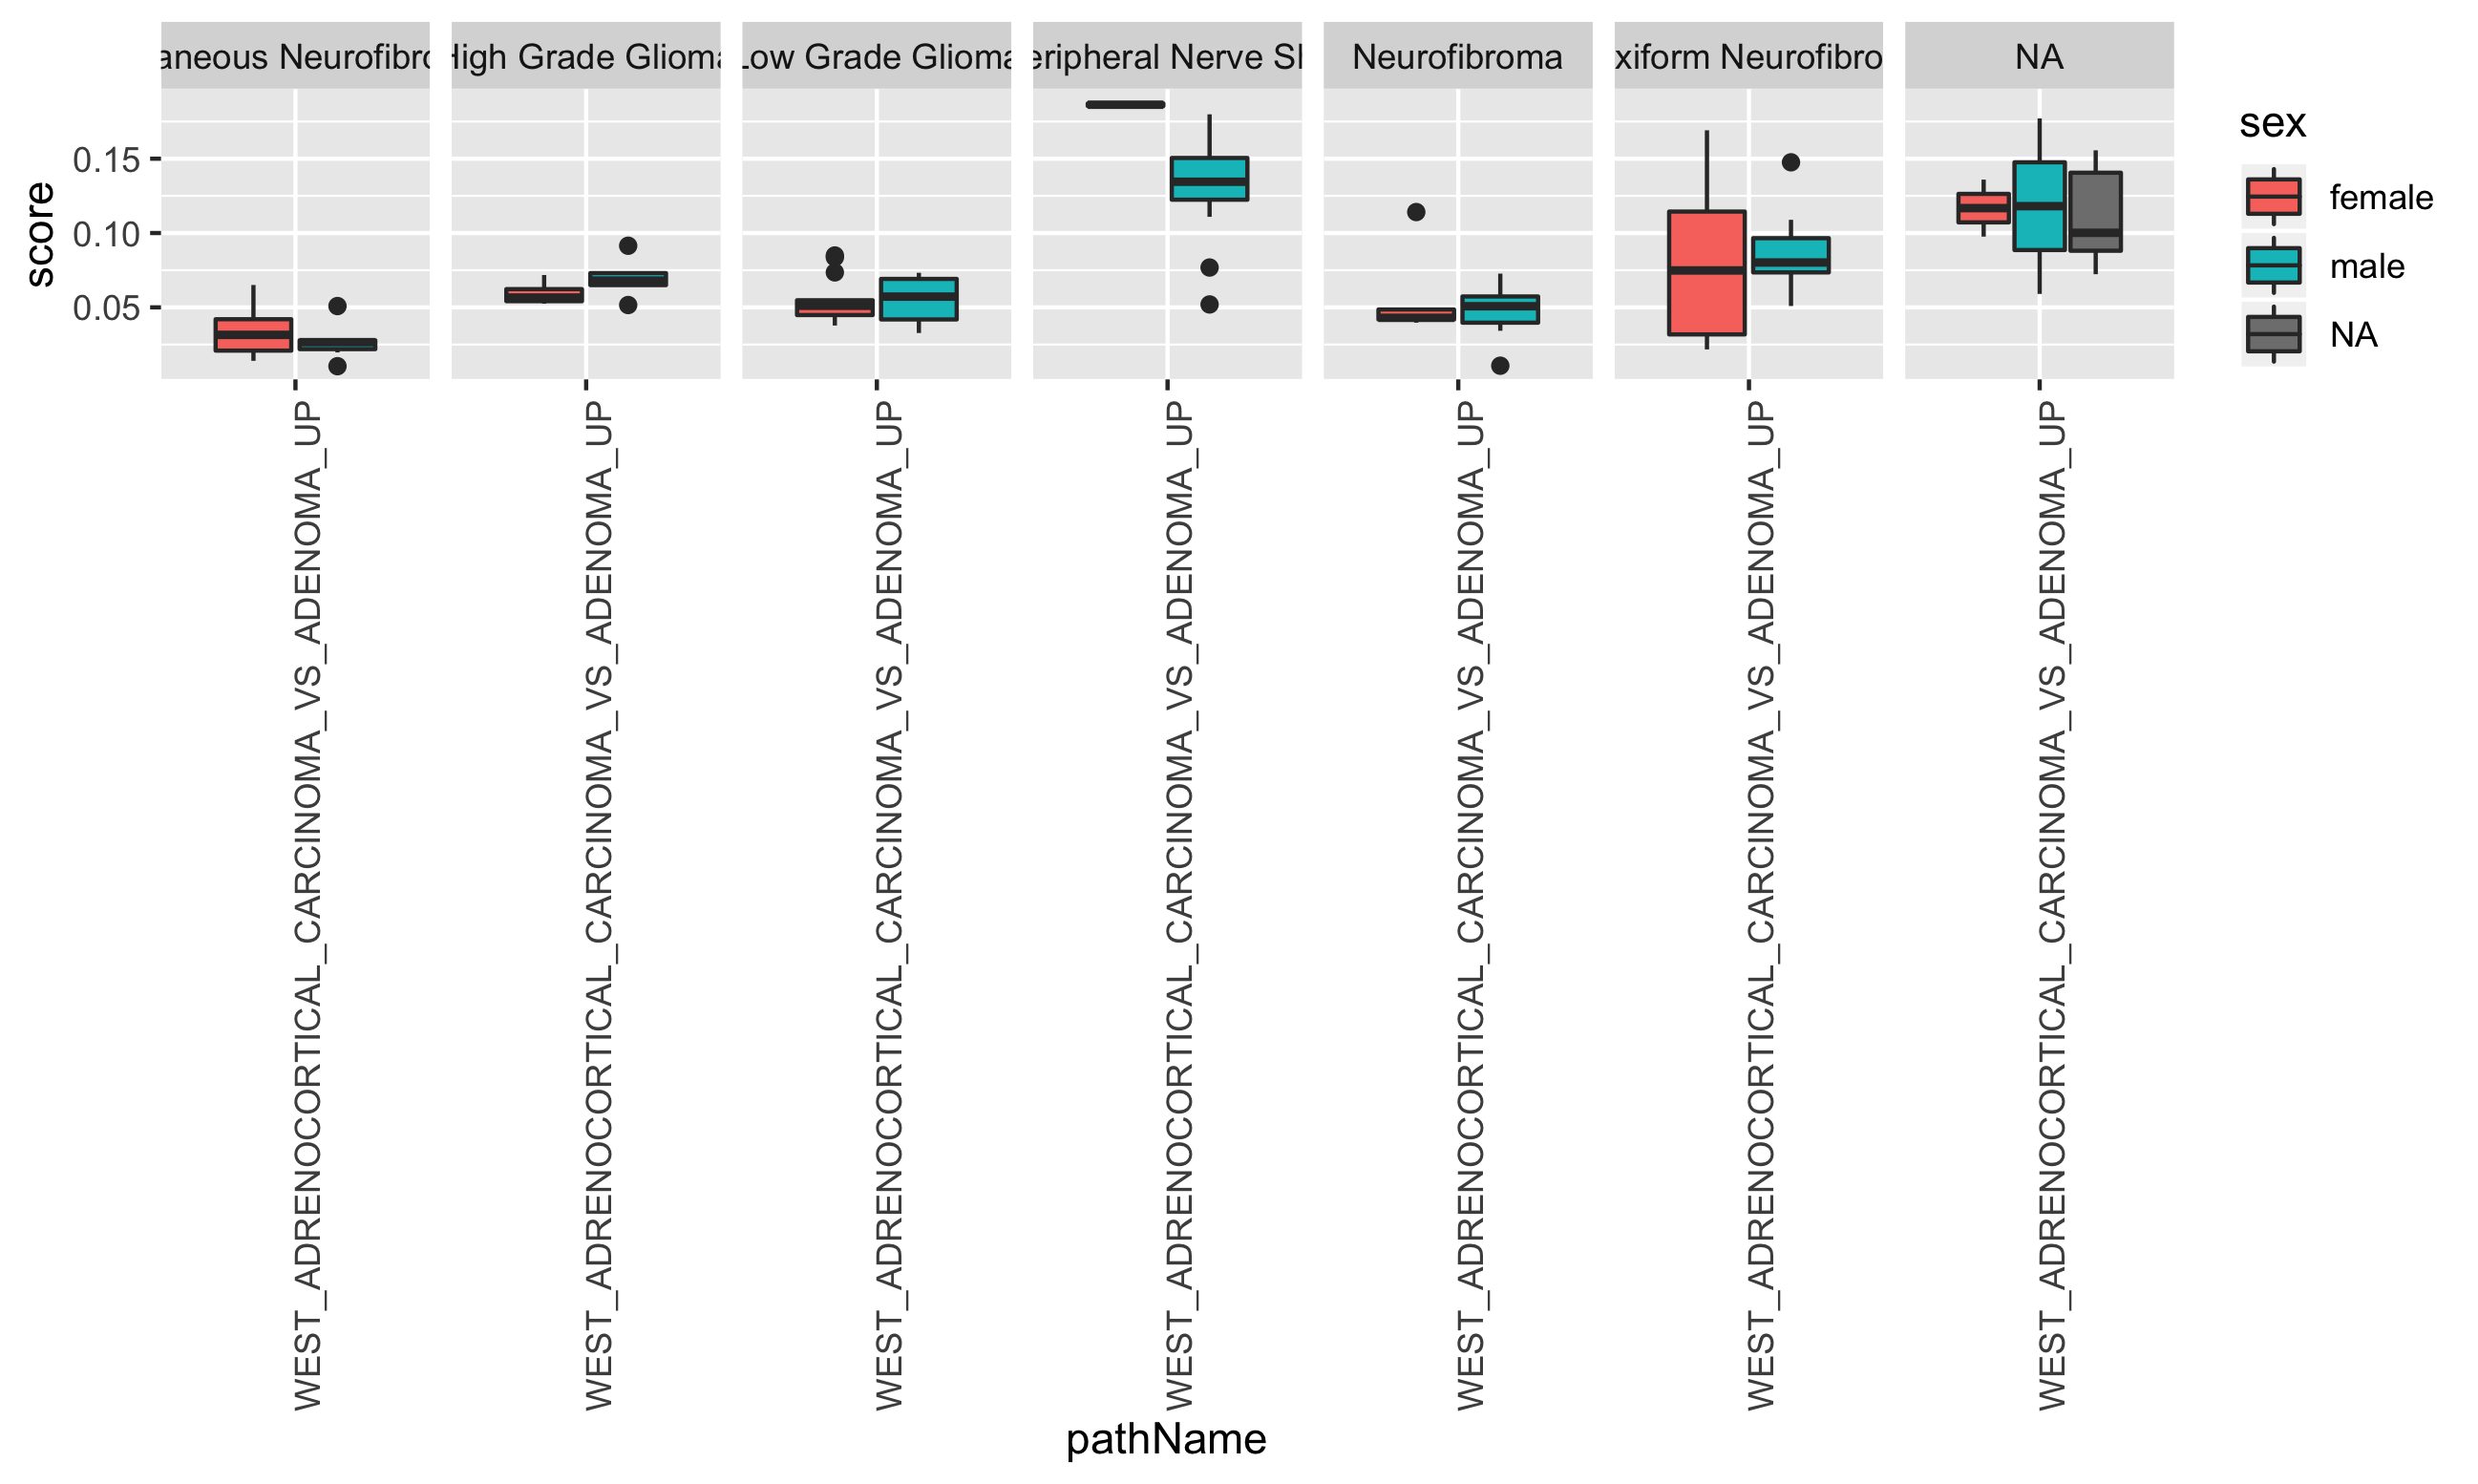 aneous Neurofibro
High Grade Glioma
Low Grade Glioma
eripheral Nerve Sh
Neurofibroma
xiform Neurofibro
NA
score
0.15
0.10
0.05
sex
female
male
NA
WEST_ADRENOCORTICAL_CARCINOMA_VS_ADENOMA_UP
WEST_ADRENOCORTICAL_CARCINOMA_VS_ADENOMA_UP
WEST_ADRENOCORTICAL_CARCINOMA_VS_ADENOMA_UP
WEST_ADRENOCORTICAL_CARCINOMA_VS_ADENOMA_UP
WEST_ADRENOCORTICAL_CARCINOMA_VS_ADENOMA_UP
WEST_ADRENOCORTICAL_CARCINOMA_VS_ADENOMA_UP
WEST_ADRENOCORTICAL_CARCINOMA_VS_ADENOMA_UP
pathName